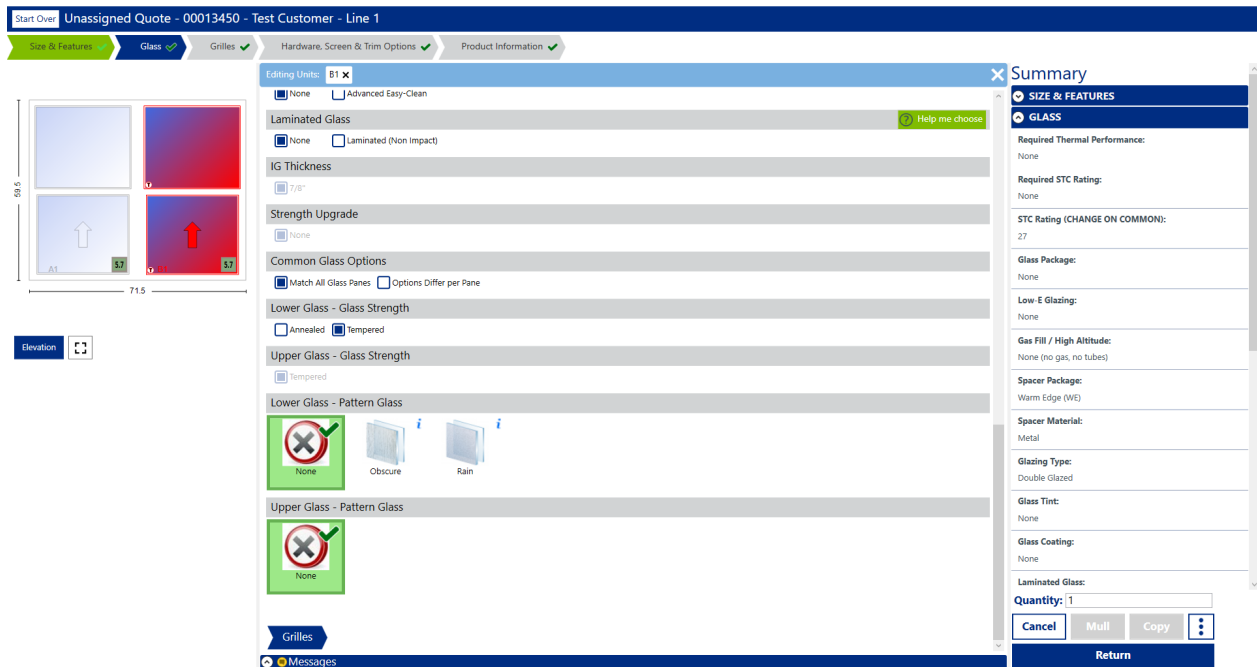 Start Over Unassigned Quote - 00013450 - Test Customer - Line 1
Size & Features Glass Grilles Hardware, Screen & Trim Options Product Information
Editing Units: B1 ×
None Advanced Easy-Clean
Laminated Glass ? Help me choose
None Laminated (Non Impact)
IG Thickness
7/8"
Strength Upgrade
None
Common Glass Options
Match All Glass Panes Options Differ per Pane
Lower Glass - Glass Strength
Annealed Tempered
Upper Glass - Glass Strength
Tempered
Lower Glass - Pattern Glass
None
i
Obscure
i
Rain
Upper Glass - Pattern Glass
None
Grilles
Messages
59.5
T
A1 5.7
T B1 5.7
71.5
Elevation
Summary
SIZE & FEATURES
GLASS
Required Thermal Performance:
None
Required STC Rating:
None
STC Rating (CHANGE ON COMMON):
27
Glass Package:
None
Low-E Glazing:
None
Gas Fill / High Altitude:
None (no gas, no tubes)
Spacer Package:
Warm Edge (WE)
Spacer Material:
Metal
Glazing Type:
Double Glazed
Glass Tint:
None
Glass Coating:
None
Laminated Glass:
Quantity: 1
Cancel Mull Copy
Return